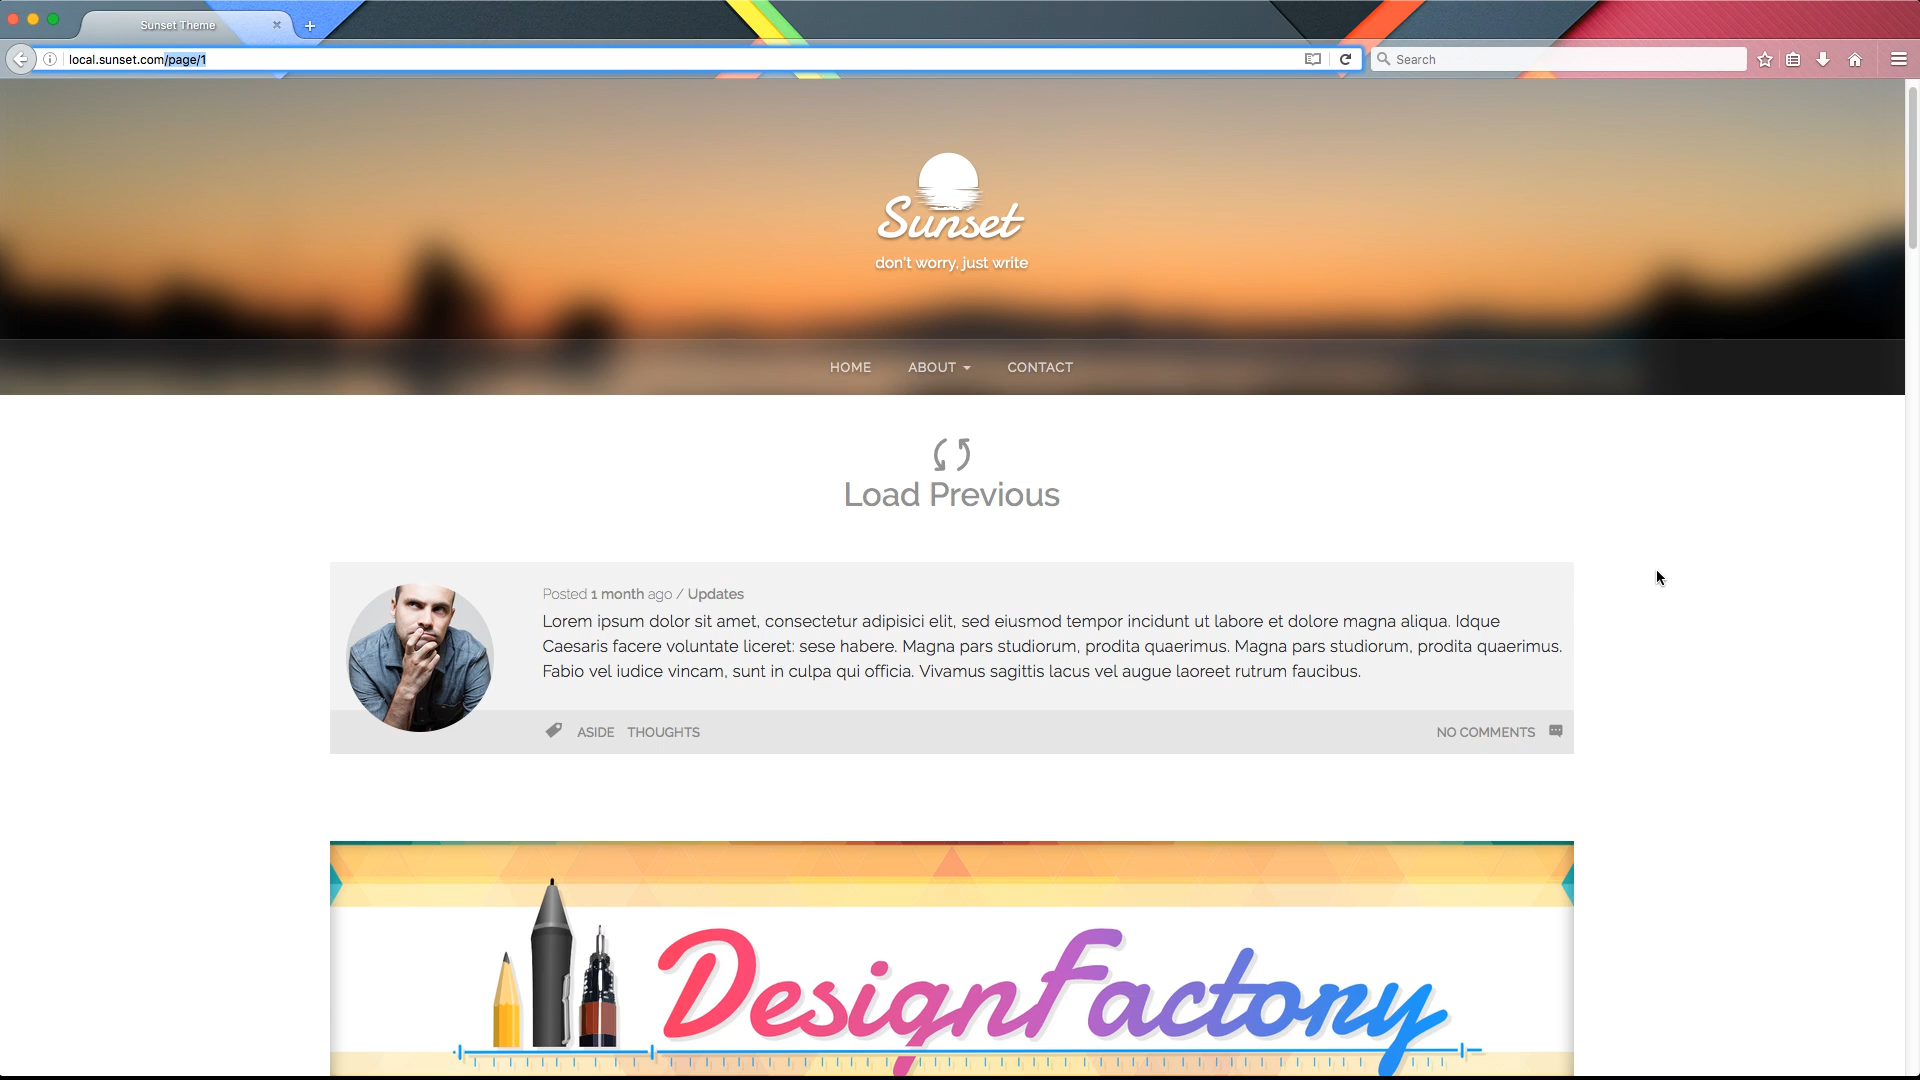 Sunset Theme
local.sunset.com/page/1
Search
Sunset
don't worry, just write
HOME ABOUT CONTACT
Load Previous
Posted 1 month ago / Updates
Lorem ipsum dolor sit amet, consectetur adipisici elit, sed eiusmod tempor incidunt ut labore et dolore magna aliqua. Idque
Caesaris facere voluntate liceret: sese habere. Magna pars studiorum, prodita quaerimus. Magna pars studiorum, prodita quaerimus.
Fabio vel iudice vincam, sunt in culpa qui officia. Vivamus sagittis lacus vel augue laoreet rutrum faucibus.
ASIDE THOUGHTS NO COMMENTS
DesignFactory